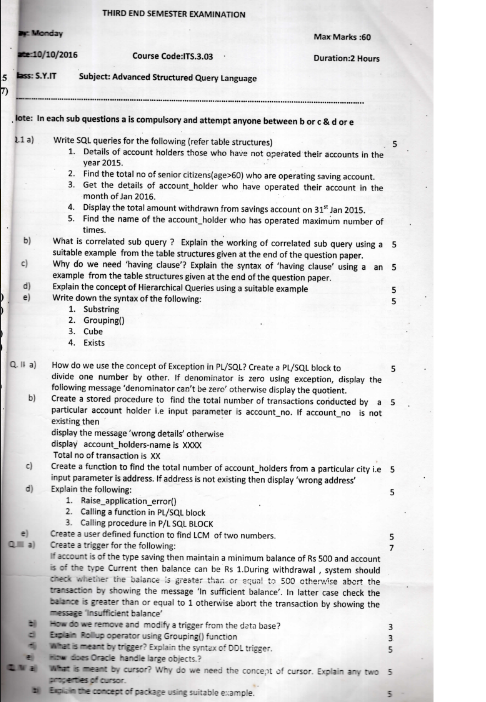 THIRD END SEMESTER EXAMINATION
ay: Monday
Max Marks :60
ate:10/10/2016
Course Code:ITS.3.03
Duration:2 Hours
5
lass: S.Y.IT
Subject: Advanced Structured Query Language
7)
lote: In each sub questions a is compulsory and attempt anyone between b or c & d or e
1.1 a) Write SQL queries for the following (refer table structures) 5
1. Details of account holders those who have not operated their accounts in the
year 2015.
2. Find the total no of senior citizens(age>60) who are operating saving account.
3. Get the details of account_holder who have operated their account in the
month of Jan 2016.
4. Display the total amount withdrawn from savings account on 31st Jan 2015.
5. Find the name of the account_holder who has operated maximum number of
times.
b) What is correlated sub query ? Explain the working of correlated sub query using a 5
suitable example from the table structures given at the end of the question paper.
c) Why do we need 'having clause'? Explain the syntax of 'having clause' using a an 5
example from the table structures given at the end of the question paper.
d) Explain the concept of Hierarchical Queries using a suitable example 5
e) Write down the syntax of the following: 5
1. Substring
2. Grouping()
3. Cube
4. Exists
Q. II a) How do we use the concept of Exception in PL/SQL? Create a PL/SQL block to 5
divide one number by other. If denominator is zero using exception, display the
following message 'denominator can't be zero' otherwise display the quotient.
b) Create a stored procedure to find the total number of transactions conducted by a 5
particular account holder i.e input parameter is account_no. If account_no is not
existing then
display the message 'wrong details' otherwise
display account_holders-name is XXXX
Total no of transaction is XX
c) Create a function to find the total number of account_holders from a particular city i.e 5
input parameter is address. If address is not existing then display 'wrong address'
d) Explain the following: 5
1. Raise_application_error()
2. Calling a function in PL/SQL block
3. Calling procedure in P/L SQL BLOCK
e) Create a user defined function to find LCM of two numbers. 5
Q.III a) Create a trigger for the following: 7
If account is of the type saving then maintain a minimum balance of Rs 500 and account
is of the type Current then balance can be Rs 1.During withdrawal , system should
check whether the balance is greater than or equal to 500 otherwise abort the
transaction by showing the message 'In sufficient balance'. In latter case check the
balance is greater than or equal to 1 otherwise abort the transaction by showing the
message 'Insufficient balance'
b) How do we remove and modify a trigger from the data base? 3
c) Explain Rollup operator using Grouping() function 3
What is meant by trigger? Explain the syntax of DDL trigger. 5
e) How does Oracle handle large objects.? 5
Q. IV a) What is meant by cursor? Why do we need the concept of cursor. Explain any two 5
properties of cursor.
b) Explain the concept of package using suitable example. 5